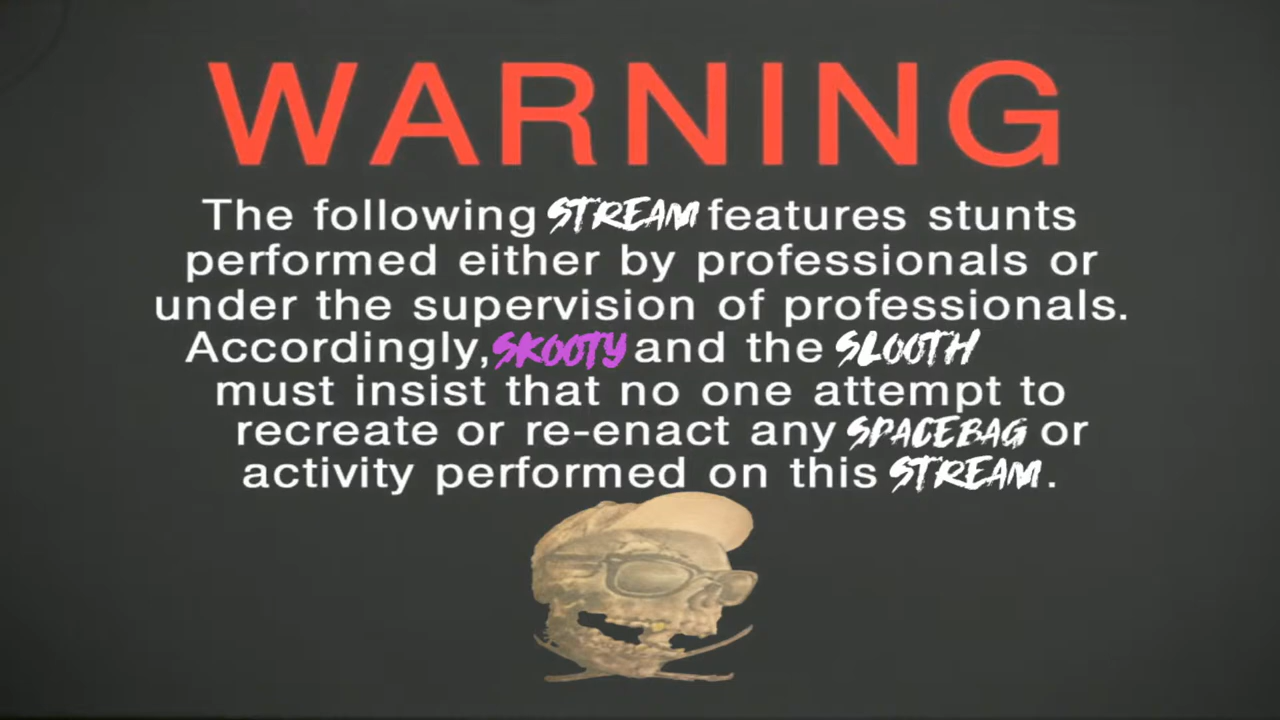 WARNING
The following STREAM features stunts
performed either by professionals or
under the supervision of professionals.
Accordingly, SKOOTY and the SLOOTH
must insist that no one attempt to
recreate or re-enact any SPACEBAG or
activity performed on this STREAM.